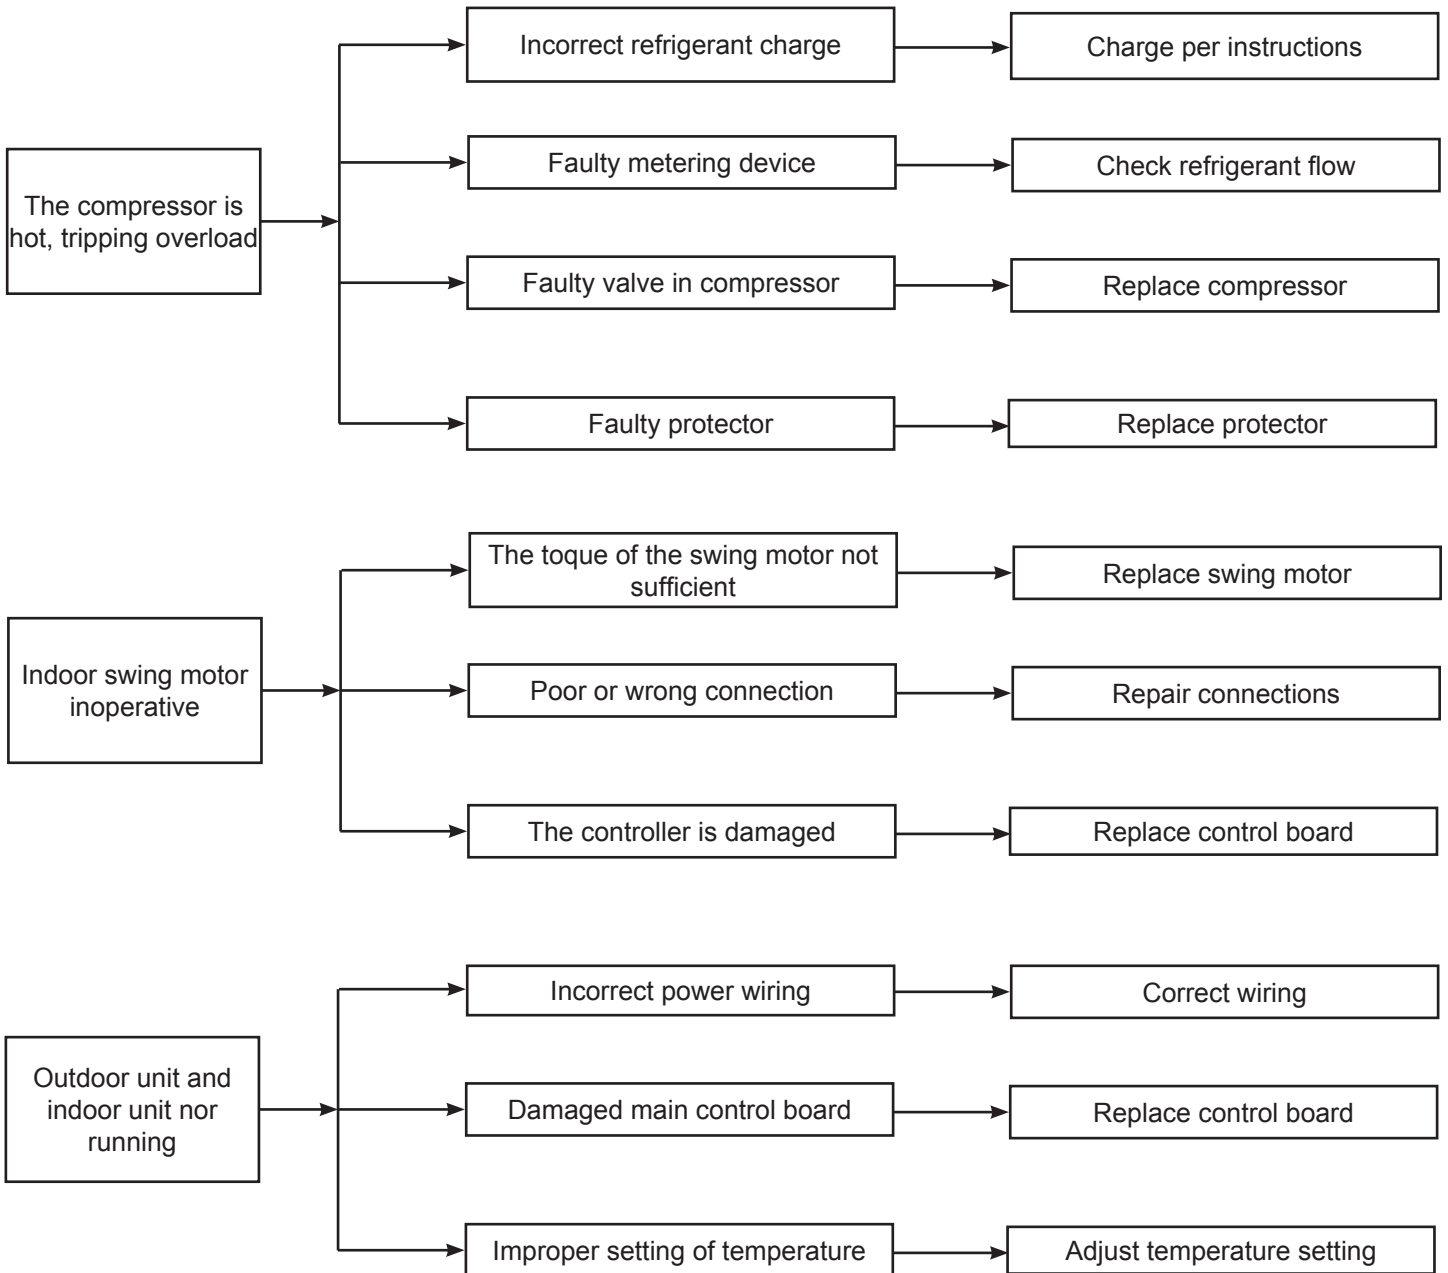 Incorrect refrigerant charge
Charge per instructions
Faulty metering device
Check refrigerant flow
The compressor is
hot, tripping overload
Faulty valve in compressor
Replace compressor
Faulty protector
Replace protector
The toque of the swing motor not
sufficient
Replace swing motor
Indoor swing motor
inoperative
Poor or wrong connection
Repair connections
The controller is damaged
Replace control board
Incorrect power wiring
Correct wiring
Outdoor unit and
indoor unit nor
running
Damaged main control board
Replace control board
Improper setting of temperature
Adjust temperature setting